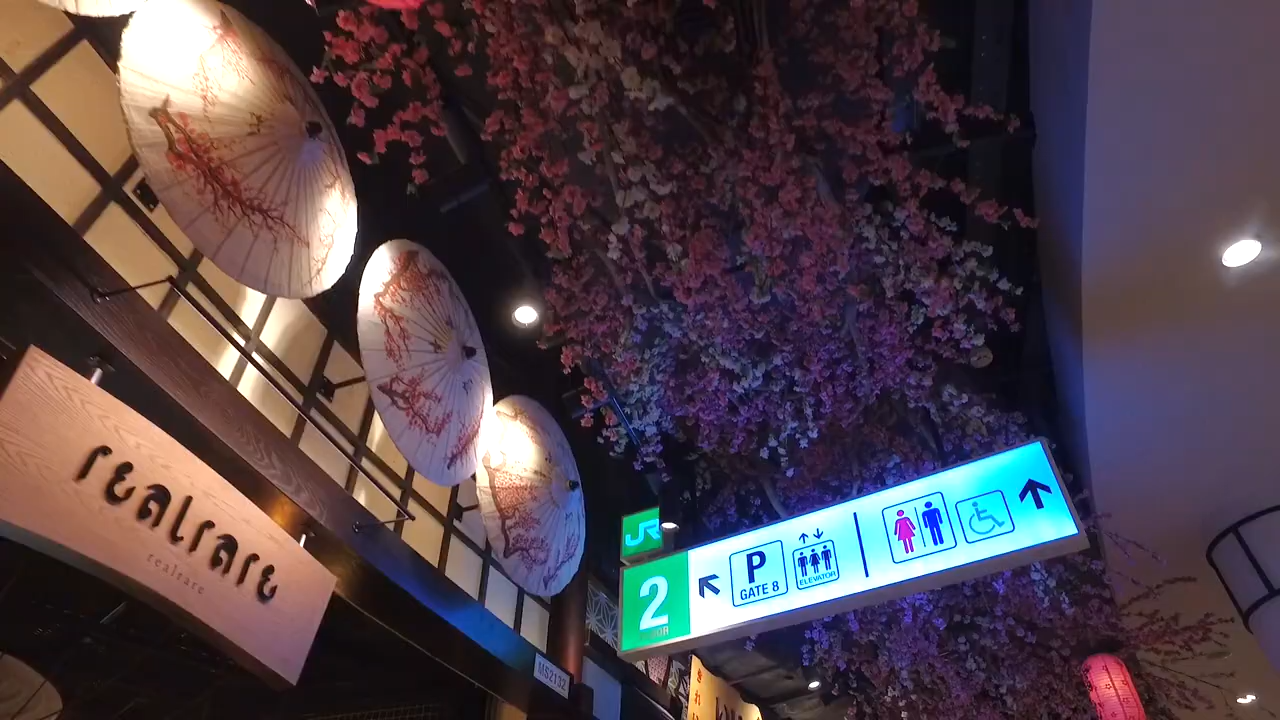 realrare
realrare
JR
2
FLOOR
P
GATE 8
ELEVATOR
MS2132